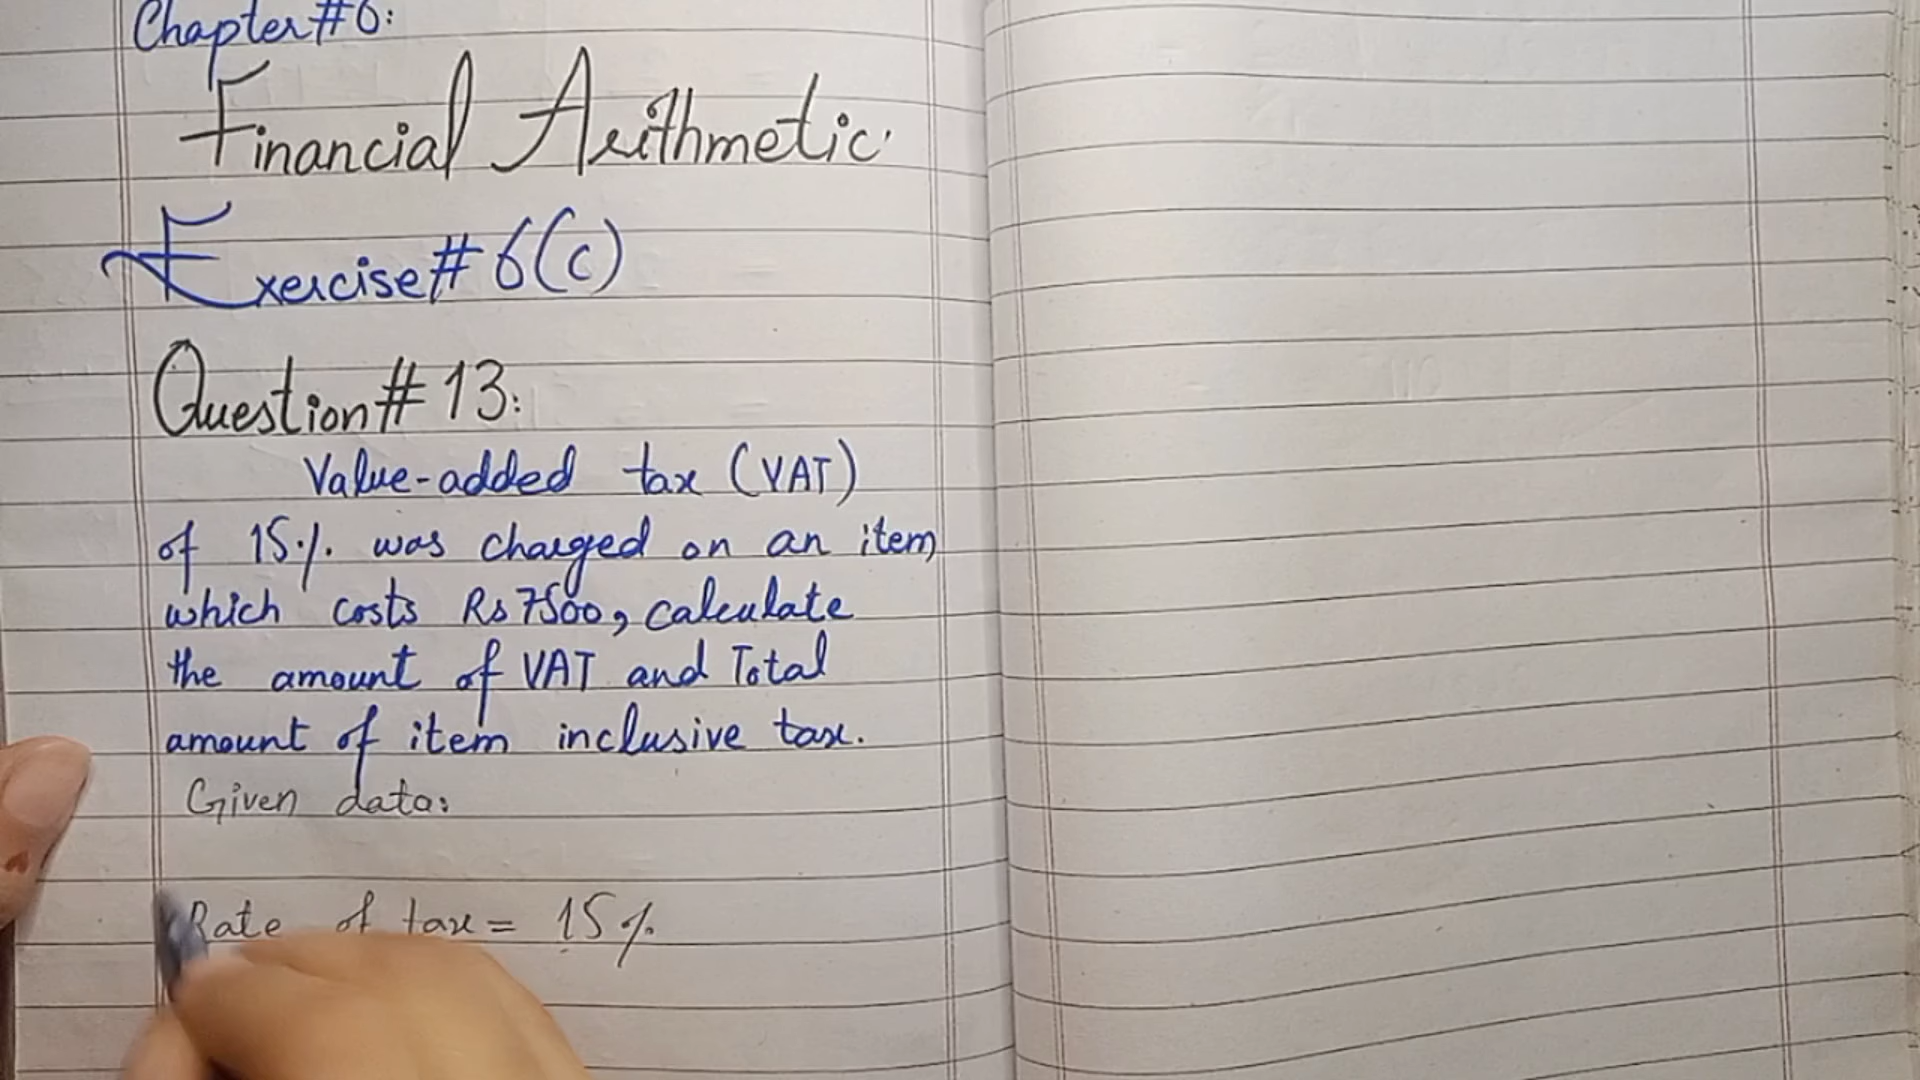 Chapter#6:
Financial Arithmetic.
Exercise# 6(c)
Question# 13:
Value-added tax (VAT)
of 15% was charged on an item
which costs Rs 7500, calculate
the amount of VAT and Total
amount of item inclusive tax.
Given data:
Rate of tax = 15%